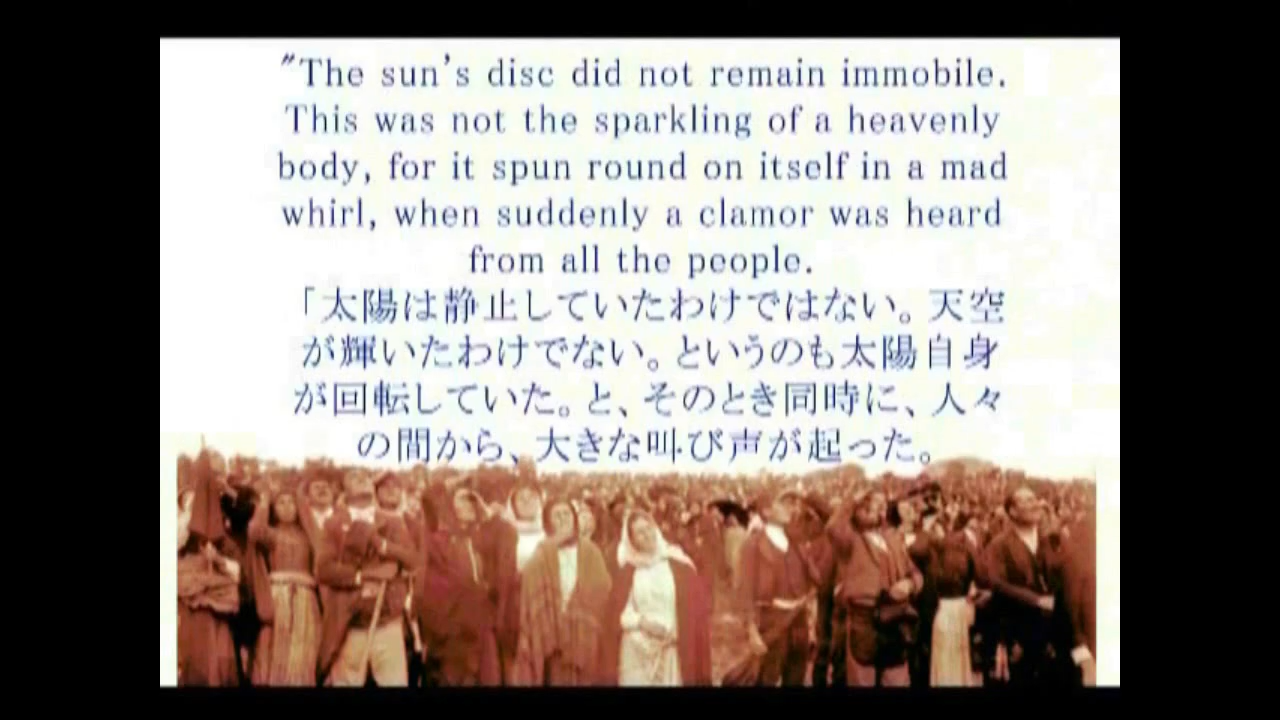 "The sun's disc did not remain immobile.
This was not the sparkling of a heavenly
body, for it spun round on itself in a mad
whirl, when suddenly a clamor was heard
from all the people.
「太陽は静止していたわけではない。天空
が輝いたわけでない。というのも太陽自身
が回転していた。と、そのとき同時に、人々
の間から、大きな叫び声が起った。